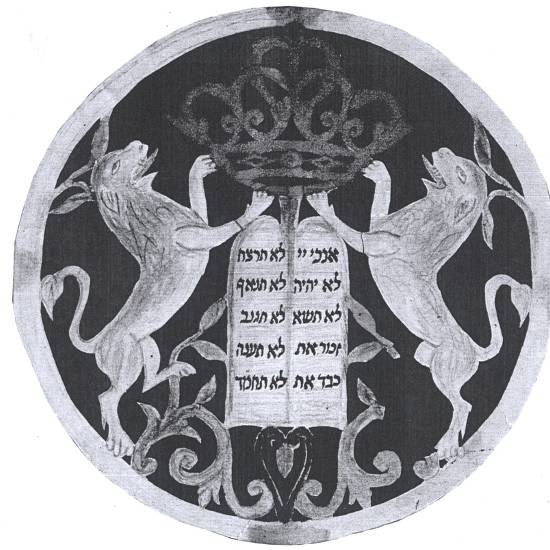 אנכי יי
לא יהיה
לא תשא
זכור את
כבד את
לא תרצח
לא תנאף
לא תגנב
לא תענה
לא תחמד